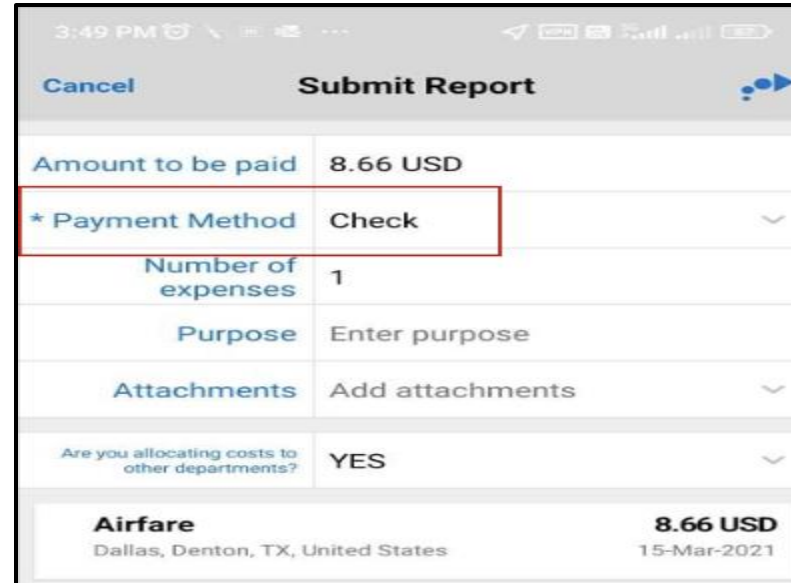 3:49 PM
Cancel Submit Report
Amount to be paid 8.66 USD
* Payment Method Check
Number of
expenses 1
Purpose Enter purpose
Attachments Add attachments
Are you allocating costs to
other departments? YES
Airfare 8.66 USD
Dallas, Denton, TX, United States 15-Mar-2021